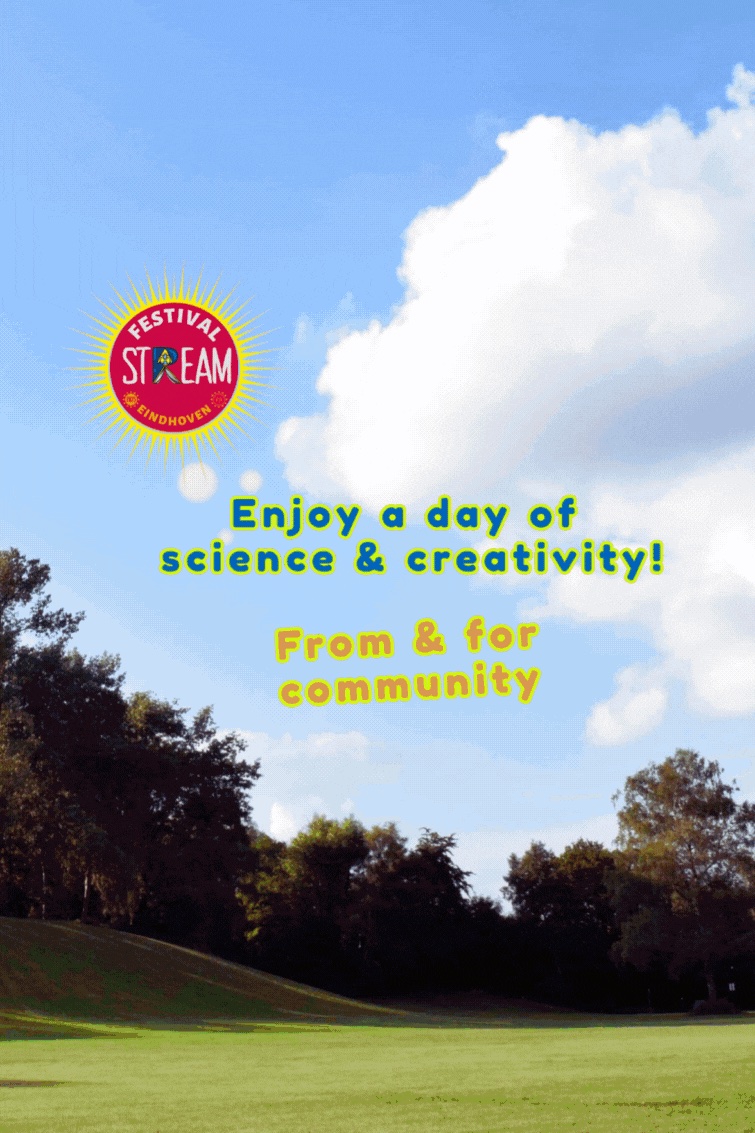 FESTIVAL
STREAM
EINDHOVEN
Enjoy a day of
science & creativity!
From & for
community